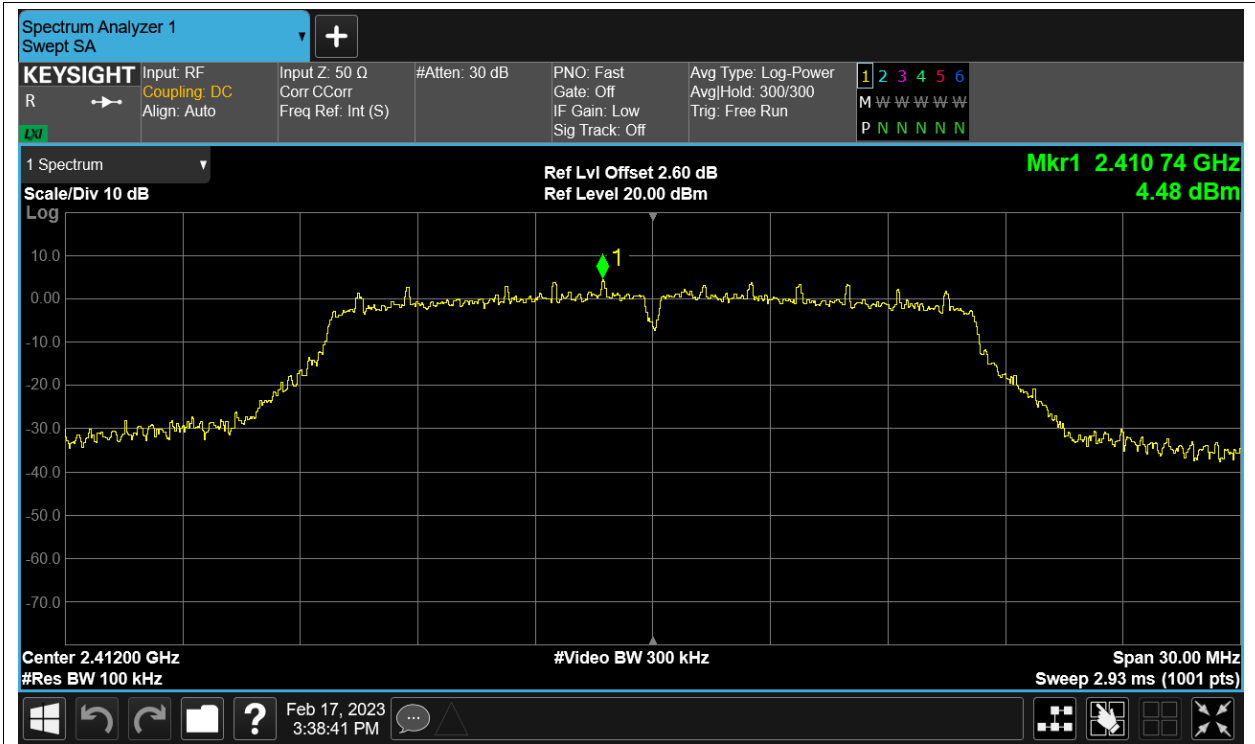 Spectrum Analyzer 1
Swept SA
KEYSIGHT
R
LXI
Input: RF
Coupling: DC
Align: Auto
Input Z: 50 Ω
Corr CCorr
Freq Ref: Int (S)
#Atten: 30 dB
PNO: Fast
Gate: Off
IF Gain: Low
Sig Track: Off
Avg Type: Log-Power
Avg|Hold: 300/300
Trig: Free Run
1 2 3 4 5 6
M W W W W W
P N N N N N
1 Spectrum
Scale/Div 10 dB
Log
Ref Lvl Offset 2.60 dB
Ref Level 20.00 dBm
Mkr1 2.410 74 GHz
4.48 dBm
1
10.0
0.00
-10.0
-20.0
-30.0
-40.0
-50.0
-60.0
-70.0
Center 2.41200 GHz
#Video BW 300 kHz
Span 30.00 MHz
#Res BW 100 kHz
Sweep 2.93 ms (1001 pts)
?
Feb 17, 2023
3:38:41 PM